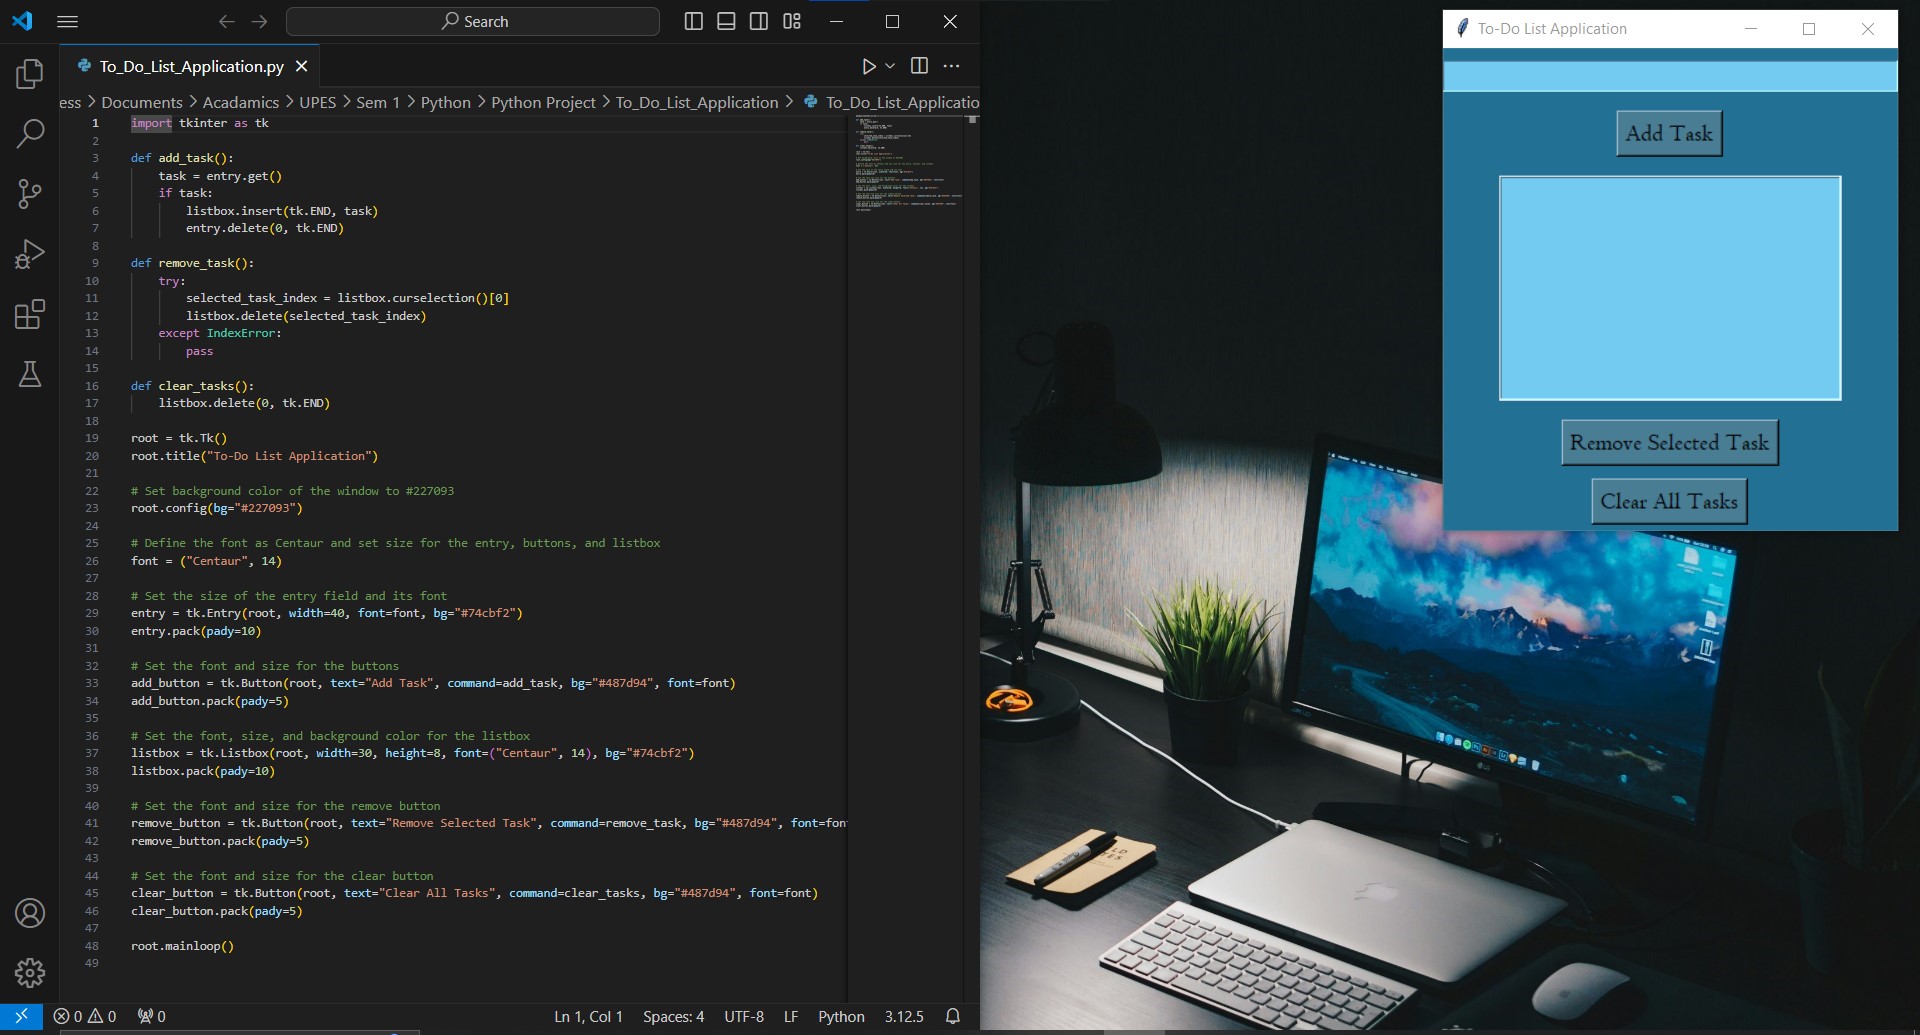 Search
To_Do_List_Application.py
ess > Documents > Acadamics > UPES > Sem 1 > Python > Python Project > To_Do_List_Application > To_Do_List_Applicatio
1 import tkinter as tk
2
3 def add_task():
4 task = entry.get()
5 if task:
6 listbox.insert(tk.END, task)
7 entry.delete(0, tk.END)
8
9 def remove_task():
10 try:
11 selected_task_index = listbox.curselection()[0]
12 listbox.delete(selected_task_index)
13 except IndexError:
14 pass
15
16 def clear_tasks():
17 listbox.delete(0, tk.END)
18
19 root = tk.Tk()
20 root.title("To-Do List Application")
21
22 # Set background color of the window to #227093
23 root.config(bg="#227093")
24
25 # Define the font as Centaur and set size for the entry, buttons, and listbox
26 font = ("Centaur", 14)
27
28 # Set the size of the entry field and its font
29 entry = tk.Entry(root, width=40, font=font, bg="#74cbf2")
30 entry.pack(pady=10)
31
32 # Set the font and size for the buttons
33 add_button = tk.Button(root, text="Add Task", command=add_task, bg="#487d94", font=font)
34 add_button.pack(pady=5)
35
36 # Set the font, size, and background color for the listbox
37 listbox = tk.Listbox(root, width=30, height=8, font=("Centaur", 14), bg="#74cbf2")
38 listbox.pack(pady=10)
39
40 # Set the font and size for the remove button
41 remove_button = tk.Button(root, text="Remove Selected Task", command=remove_task, bg="#487d94", font=fon
42 remove_button.pack(pady=5)
43
44 # Set the font and size for the clear button
45 clear_button = tk.Button(root, text="Clear All Tasks", command=clear_tasks, bg="#487d94", font=font)
46 clear_button.pack(pady=5)
47
48 root.mainloop()
49
0 0 0
Ln 1, Col 1 Spaces: 4 UTF-8 LF Python 3.12.5
To-Do List Application
Add Task
Remove Selected Task
Clear All Tasks
LG